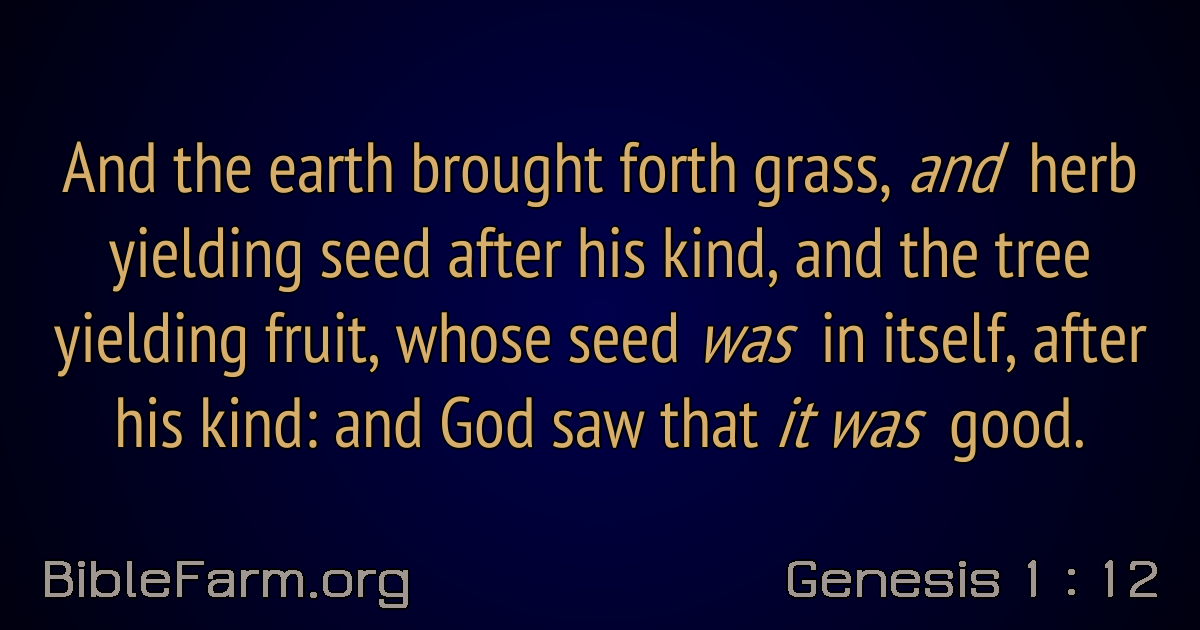 And the earth brought forth grass, and herb
yielding seed after his kind, and the tree
yielding fruit, whose seed was in itself, after
his kind: and God saw that it was good.
BibleFarm.org
Genesis 1 : 12